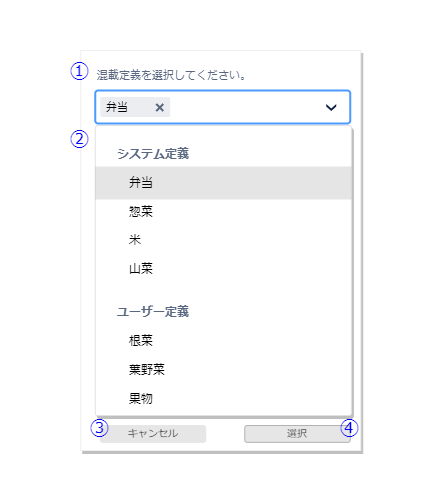 ① 混載定義を選択してください。
弁当 ×
②
システム定義
弁当
惣菜
米
山菜
ユーザー定義
根菜
葉野菜
果物
③ キャンセル 選択 ④